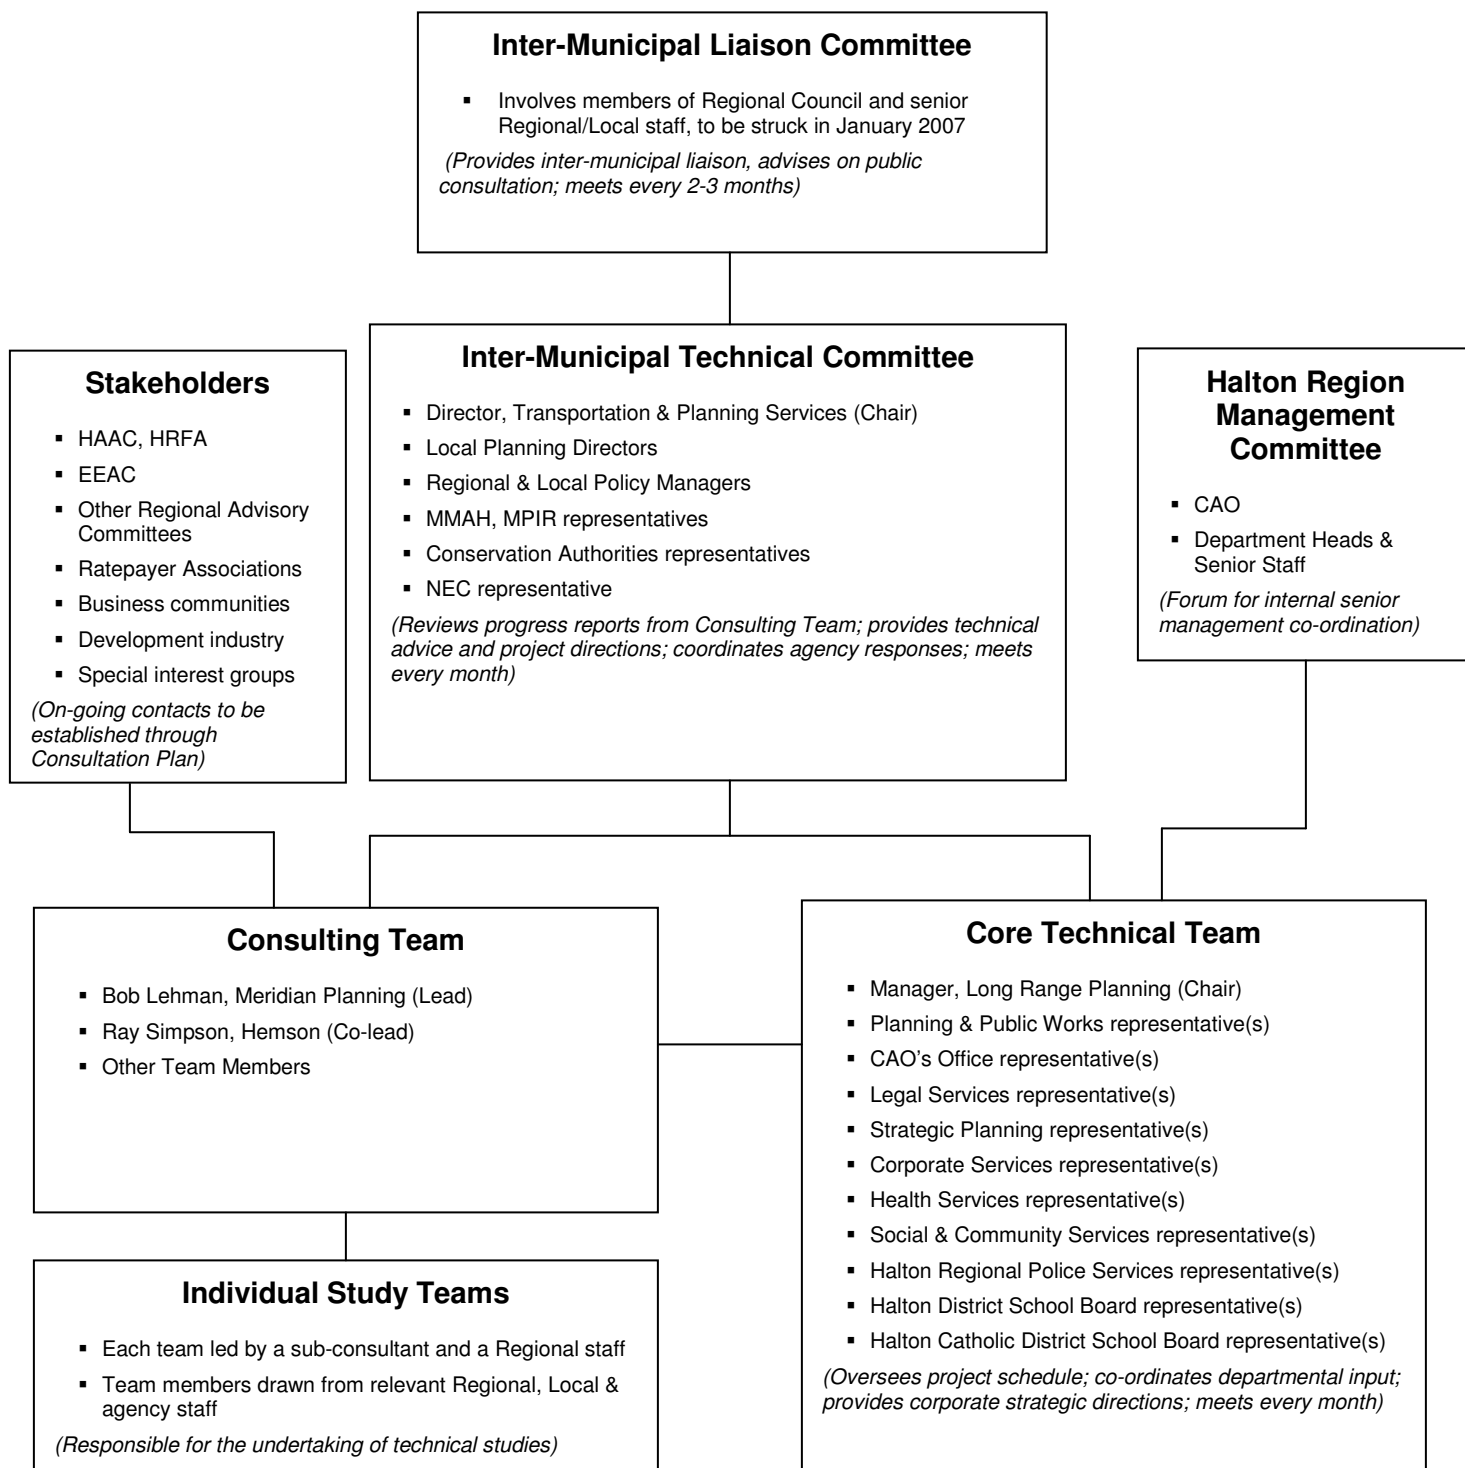 Inter-Municipal Liaison Committee
▪ Involves members of Regional Council and senior
Regional/Local staff, to be struck in January 2007
(Provides inter-municipal liaison, advises on public
consultation; meets every 2-3 months)
Stakeholders
▪ HAAC, HRFA
▪ EEAC
▪ Other Regional Advisory
Committees
▪ Ratepayer Associations
▪ Business communities
▪ Development industry
▪ Special interest groups
(On-going contacts to be
established through
Consultation Plan)
Inter-Municipal Technical Committee
▪ Director, Transportation & Planning Services (Chair)
▪ Local Planning Directors
▪ Regional & Local Policy Managers
▪ MMAH, MPIR representatives
▪ Conservation Authorities representatives
▪ NEC representative
(Reviews progress reports from Consulting Team; provides technical
advice and project directions; coordinates agency responses; meets
every month)
Halton Region
Management
Committee
▪ CAO
▪ Department Heads &
Senior Staff
(Forum for internal senior
management co-ordination)
Consulting Team
▪ Bob Lehman, Meridian Planning (Lead)
▪ Ray Simpson, Hemson (Co-lead)
▪ Other Team Members
Core Technical Team
▪ Manager, Long Range Planning (Chair)
▪ Planning & Public Works representative(s)
▪ CAO's Office representative(s)
▪ Legal Services representative(s)
▪ Strategic Planning representative(s)
▪ Corporate Services representative(s)
▪ Health Services representative(s)
▪ Social & Community Services representative(s)
▪ Halton Regional Police Services representative(s)
▪ Halton District School Board representative(s)
▪ Halton Catholic District School Board representative(s)
(Oversees project schedule; co-ordinates departmental input;
provides corporate strategic directions; meets every month)
Individual Study Teams
▪ Each team led by a sub-consultant and a Regional staff
▪ Team members drawn from relevant Regional, Local &
agency staff
(Responsible for the undertaking of technical studies)